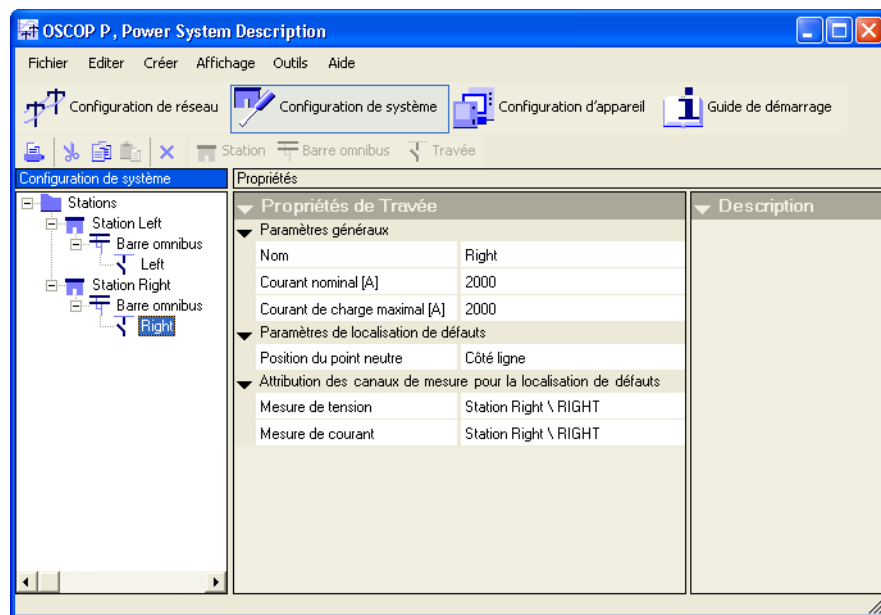 OSCOP P, Power System Description
Fichier Editer Créer Affichage Outils Aide
Configuration de réseau Configuration de système Configuration d'appareil Guide de démarrage
Station Barre omnibus Travée
Configuration de système
Propriétés
Stations
Station Left
Barre omnibus
Left
Station Right
Barre omnibus
Right
Propriétés de Travée
Paramètres généraux
Nom Right
Courant nominal [A] 2000
Courant de charge maximal [A] 2000
Paramètres de localisation de défauts
Position du point neutre Côté ligne
Attribution des canaux de mesure pour la localisation de défauts
Mesure de tension Station Right \ RIGHT
Mesure de courant Station Right \ RIGHT
Description